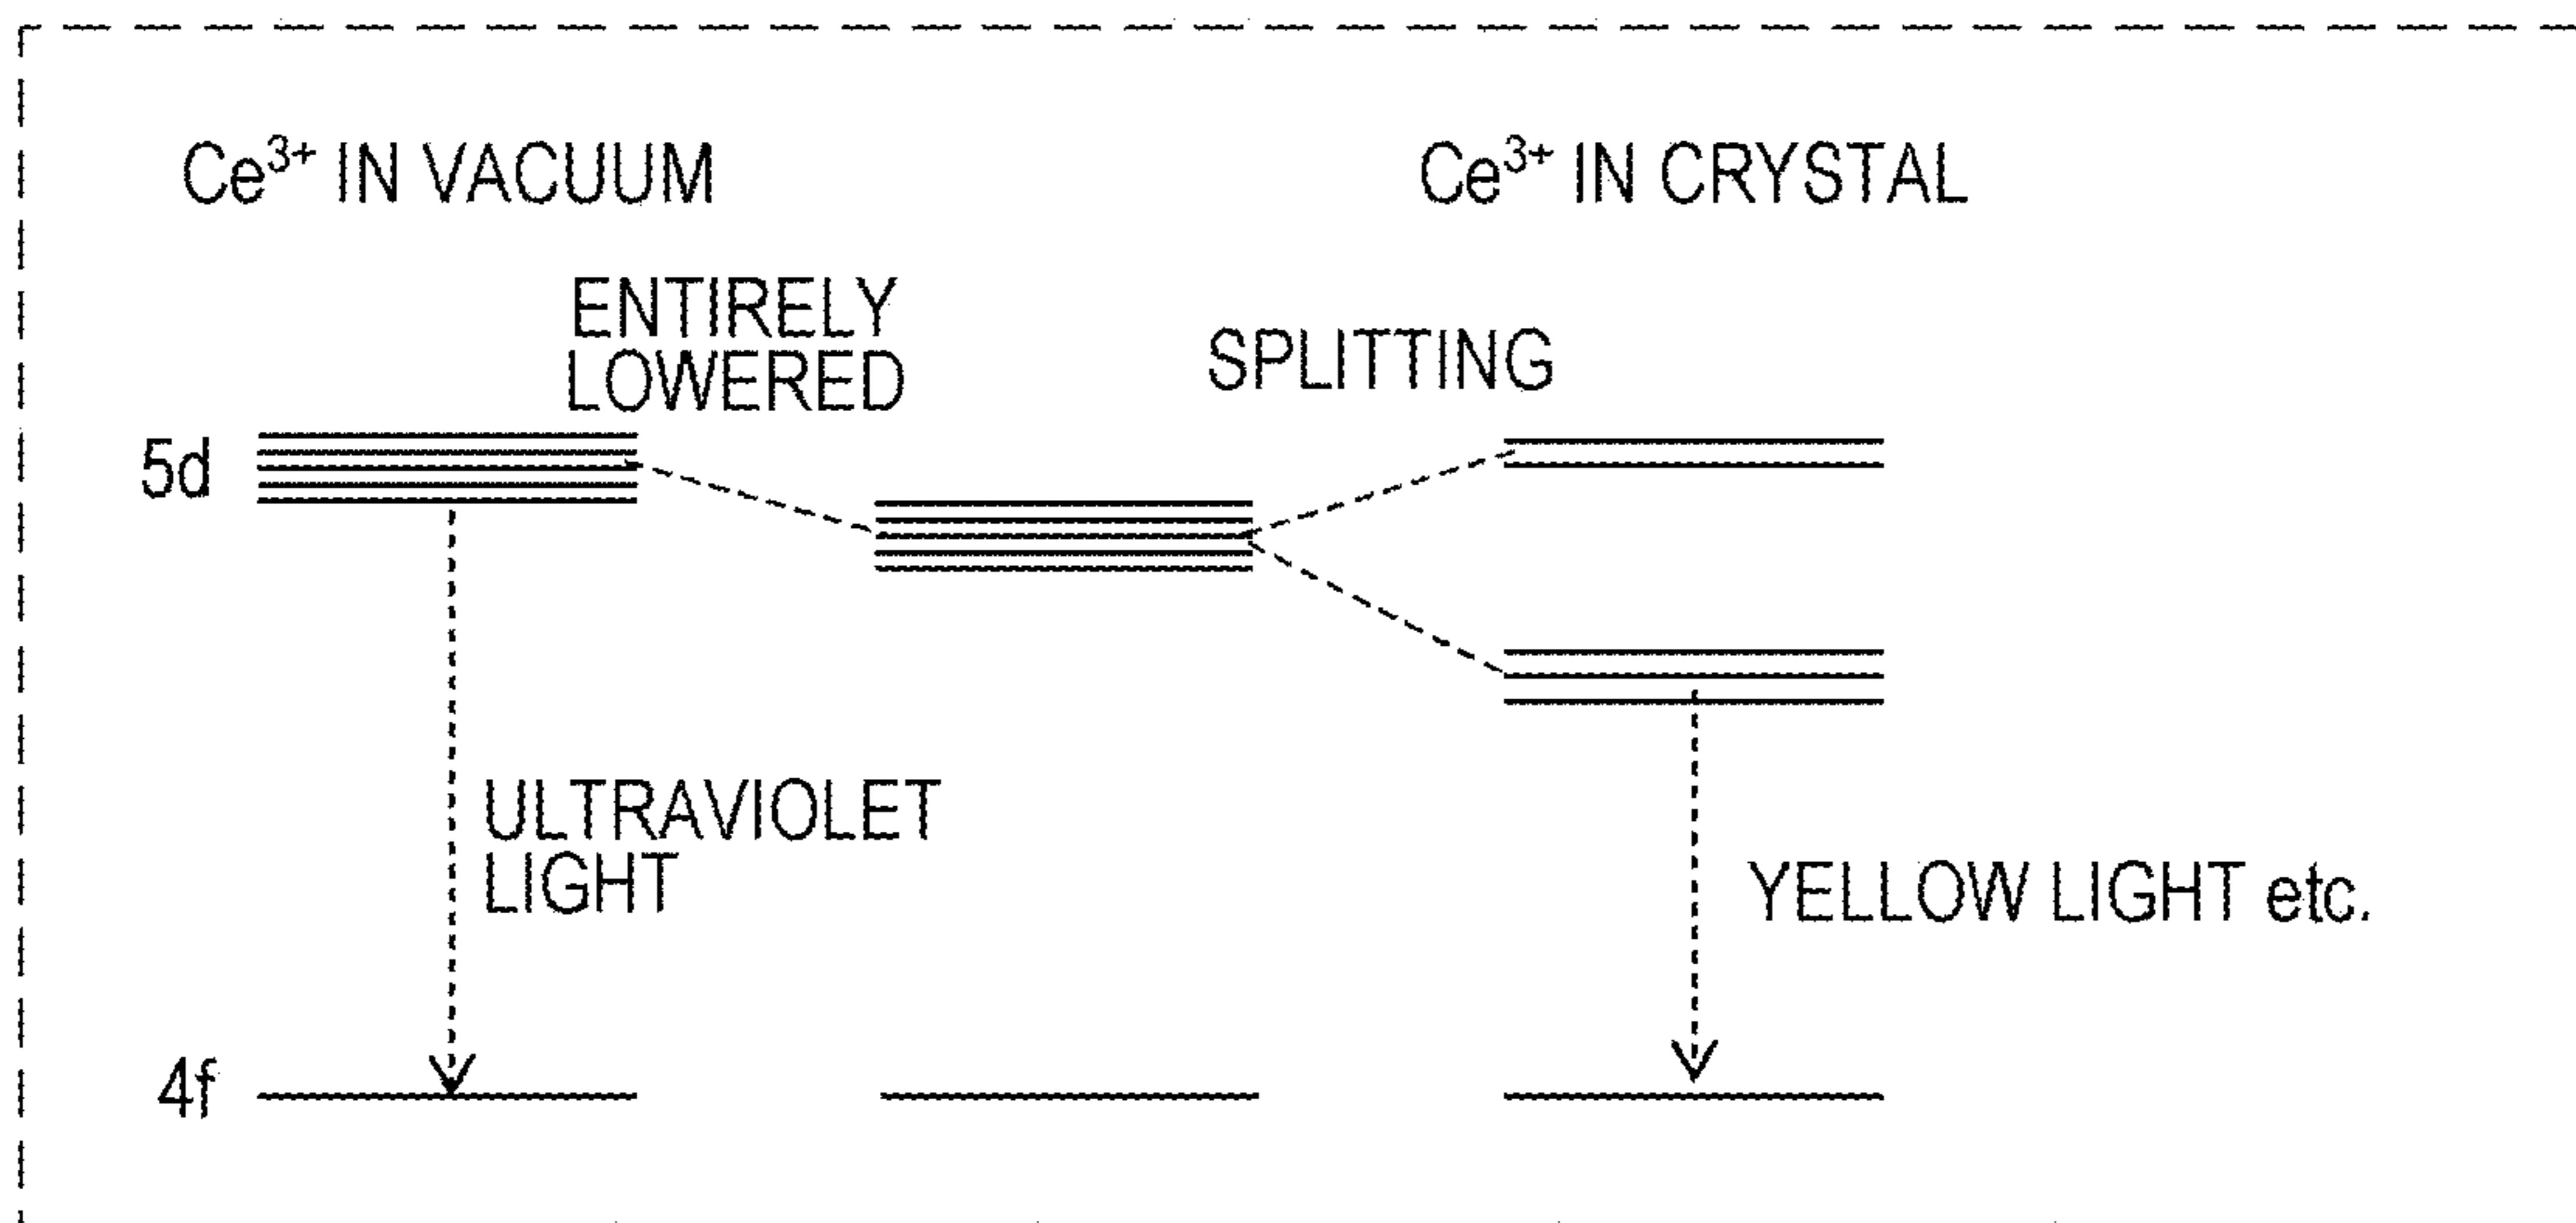 Ce³⁺ IN VACUUM
Ce³⁺ IN CRYSTAL
ENTIRELY
LOWERED
SPLITTING
5d
ULTRAVIOLET
LIGHT
YELLOW LIGHT etc.
4f